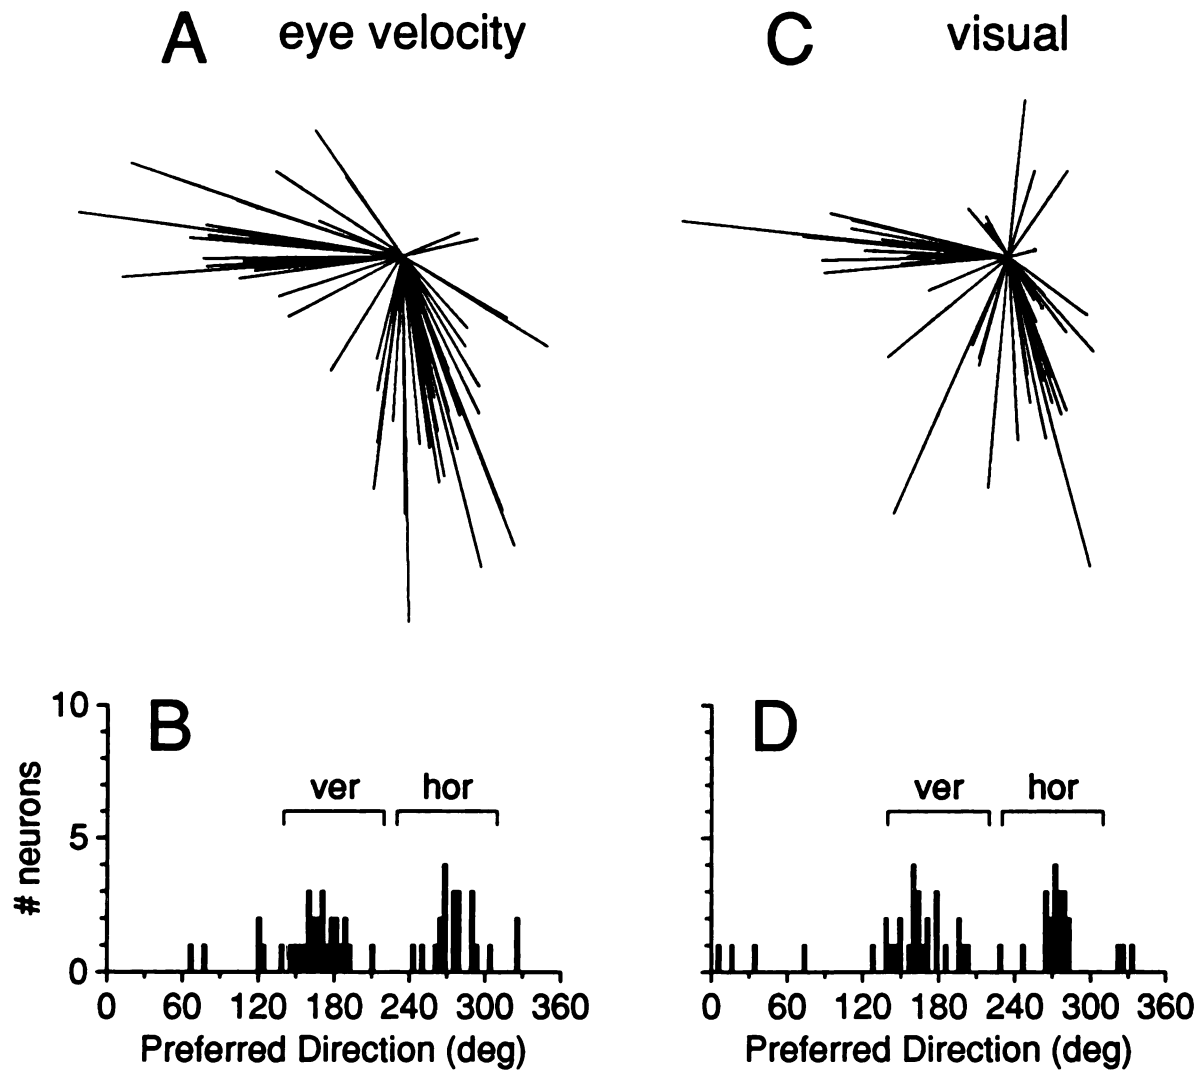 A eye velocity
C visual
B
10
5
0
# neurons
ver hor
0 60 120 180 240 300 360
Preferred Direction (deg)
D
ver hor
0 60 120 180 240 300 360
Preferred Direction (deg)